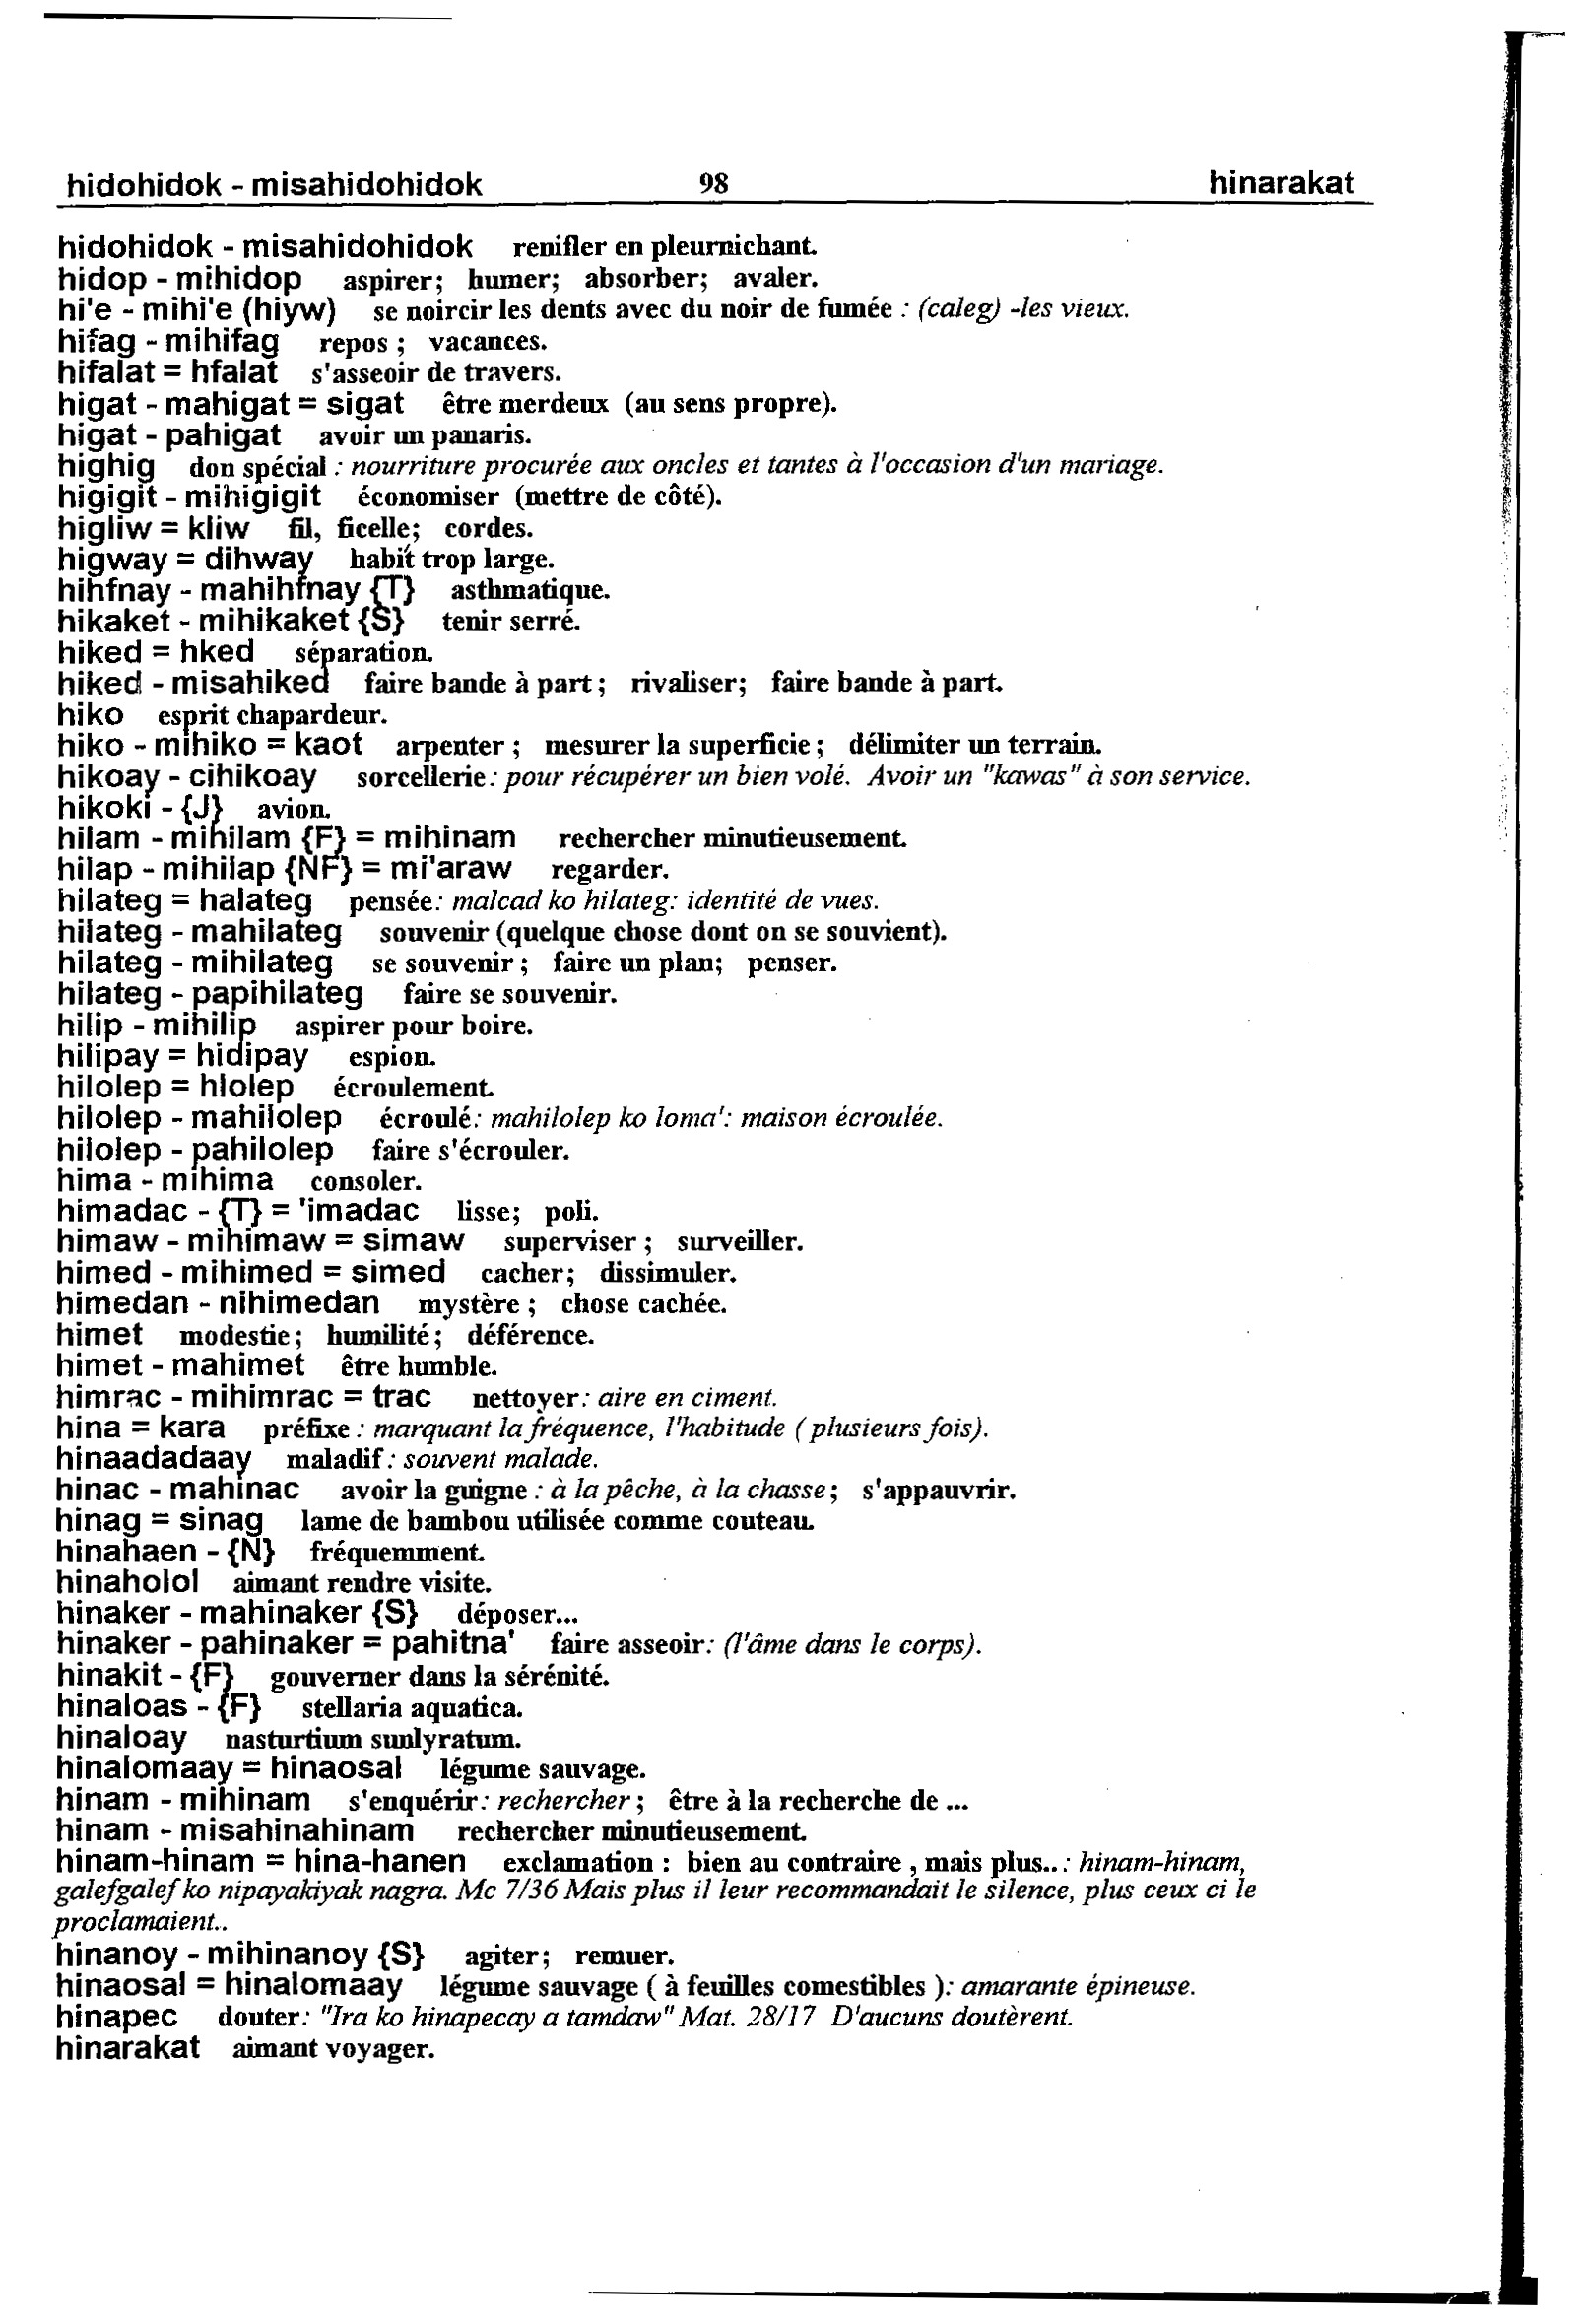 hidohidok - misahidohidok 98 hinarakat
hidohidok - misahidohidok renifler en pleurnichant.
hidop - mihidop aspirer; humer; absorber; avaler.
hi'e - mihi'e (hiyw) se noircir les dents avec du noir de fumée : (caleg) -les vieux.
hifag - mihifag repos ; vacances.
hifalat = hfalat s'asseoir de travers.
higat - mahigat = sigat être merdeux (au sens propre).
higat - pahigat avoir un panaris.
highig don spécial : nourriture procurée aux oncles et tantes à l'occasion d'un mariage.
higigit - mihigigit économiser (mettre de côté).
higliw = kliw fil, ficelle; cordes.
higway = dihway habit trop large.
hihfnay - mahihfnay {T} asthmatique.
hikaket - mihikaket {S} tenir serré.
hiked = hked séparation.
hiked - misahiked faire bande à part ; rivaliser; faire bande à part.
hiko esprit chapardeur.
hiko - mihiko = kaot arpenter ; mesurer la superficie ; délimiter un terrain.
hikoay - cihikoay sorcellerie : pour récupérer un bien volé. Avoir un "kawas" à son service.
hikoki - {J} avion.
hilam - mihilam {F} = mihinam rechercher minutieusement.
hilap - mihilap {NF} = mi'araw regarder.
hilateg = halateg pensée : malcad ko hilateg: identité de vues.
hilateg - mahilateg souvenir (quelque chose dont on se souvient).
hilateg - mihilateg se souvenir ; faire un plan; penser.
hilateg - papihilateg faire se souvenir.
hilip - mihilip aspirer pour boire.
hilipay = hidipay espion.
hilolep = hlolep écroulement.
hilolep - mahilolep écroulé : mahilolep ko loma': maison écroulée.
hilolep - pahilolep faire s'écrouler.
hima - mihima consoler.
himadac - {T} = 'imadac lisse; poli.
himaw - mihimaw = simaw superviser ; surveiller.
himed - mihimed = simed cacher; dissimuler.
himedan - nihimedan mystère ; chose cachée.
himet modestie; humilité; déférence.
himet - mahimet être humble.
himrac - mihimrac = trac nettoyer : aire en ciment.
hina = kara préfixe : marquant la fréquence, l'habitude ( plusieurs fois).
hinaadadaay maladif : souvent malade.
hinac - mahinac avoir la guigne : à la pêche, à la chasse; s'appauvrir.
hinag = sinag lame de bambou utilisée comme couteau.
hinahaen - {N} fréquemment.
hinaholol aimant rendre visite.
hinaker - mahinaker {S} déposer...
hinaker - pahinaker = pahitna' faire asseoir : (l'âme dans le corps).
hinakit - {F} gouverner dans la sérénité.
hinaloas - {F} stellaria aquatica.
hinaloay nasturtium sunlyratum.
hinalomaay = hinaosal légume sauvage.
hinam - mihinam s'enquérir : rechercher ; être à la recherche de ...
hinam - misahinahinam rechercher minutieusement.
hinam-hinam = hina-hanen exclamation : bien au contraire , mais plus.. : hinam-hinam,
galefgalef ko nipayakiyak nagra. Mc 7/36 Mais plus il leur recommandait le silence, plus ceux ci le
proclamaient..
hinanoy - mihinanoy {S} agiter; remuer.
hinaosal = hinalomaay légume sauvage ( à feuilles comestibles ): amarante épineuse.
hinapec douter : "Ira ko hinapecay a tamdaw" Mat. 28/17 D'aucuns doutèrent.
hinarakat aimant voyager.